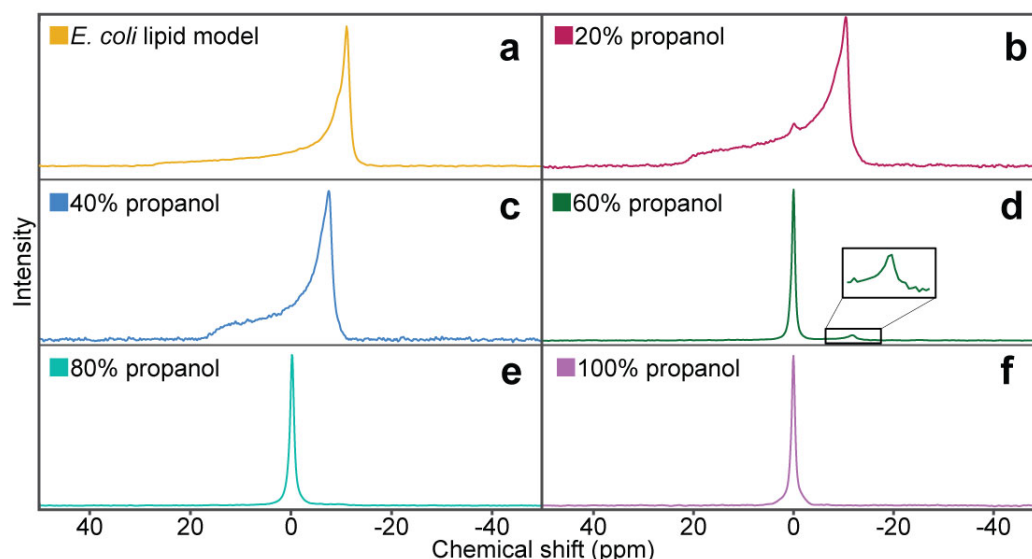 E. coli lipid model
a
20% propanol
b
40% propanol
c
60% propanol
d
80% propanol
e
100% propanol
f
Intensity
40 20 0 -20 -40 40 20 0 -20 -40
Chemical shift (ppm)